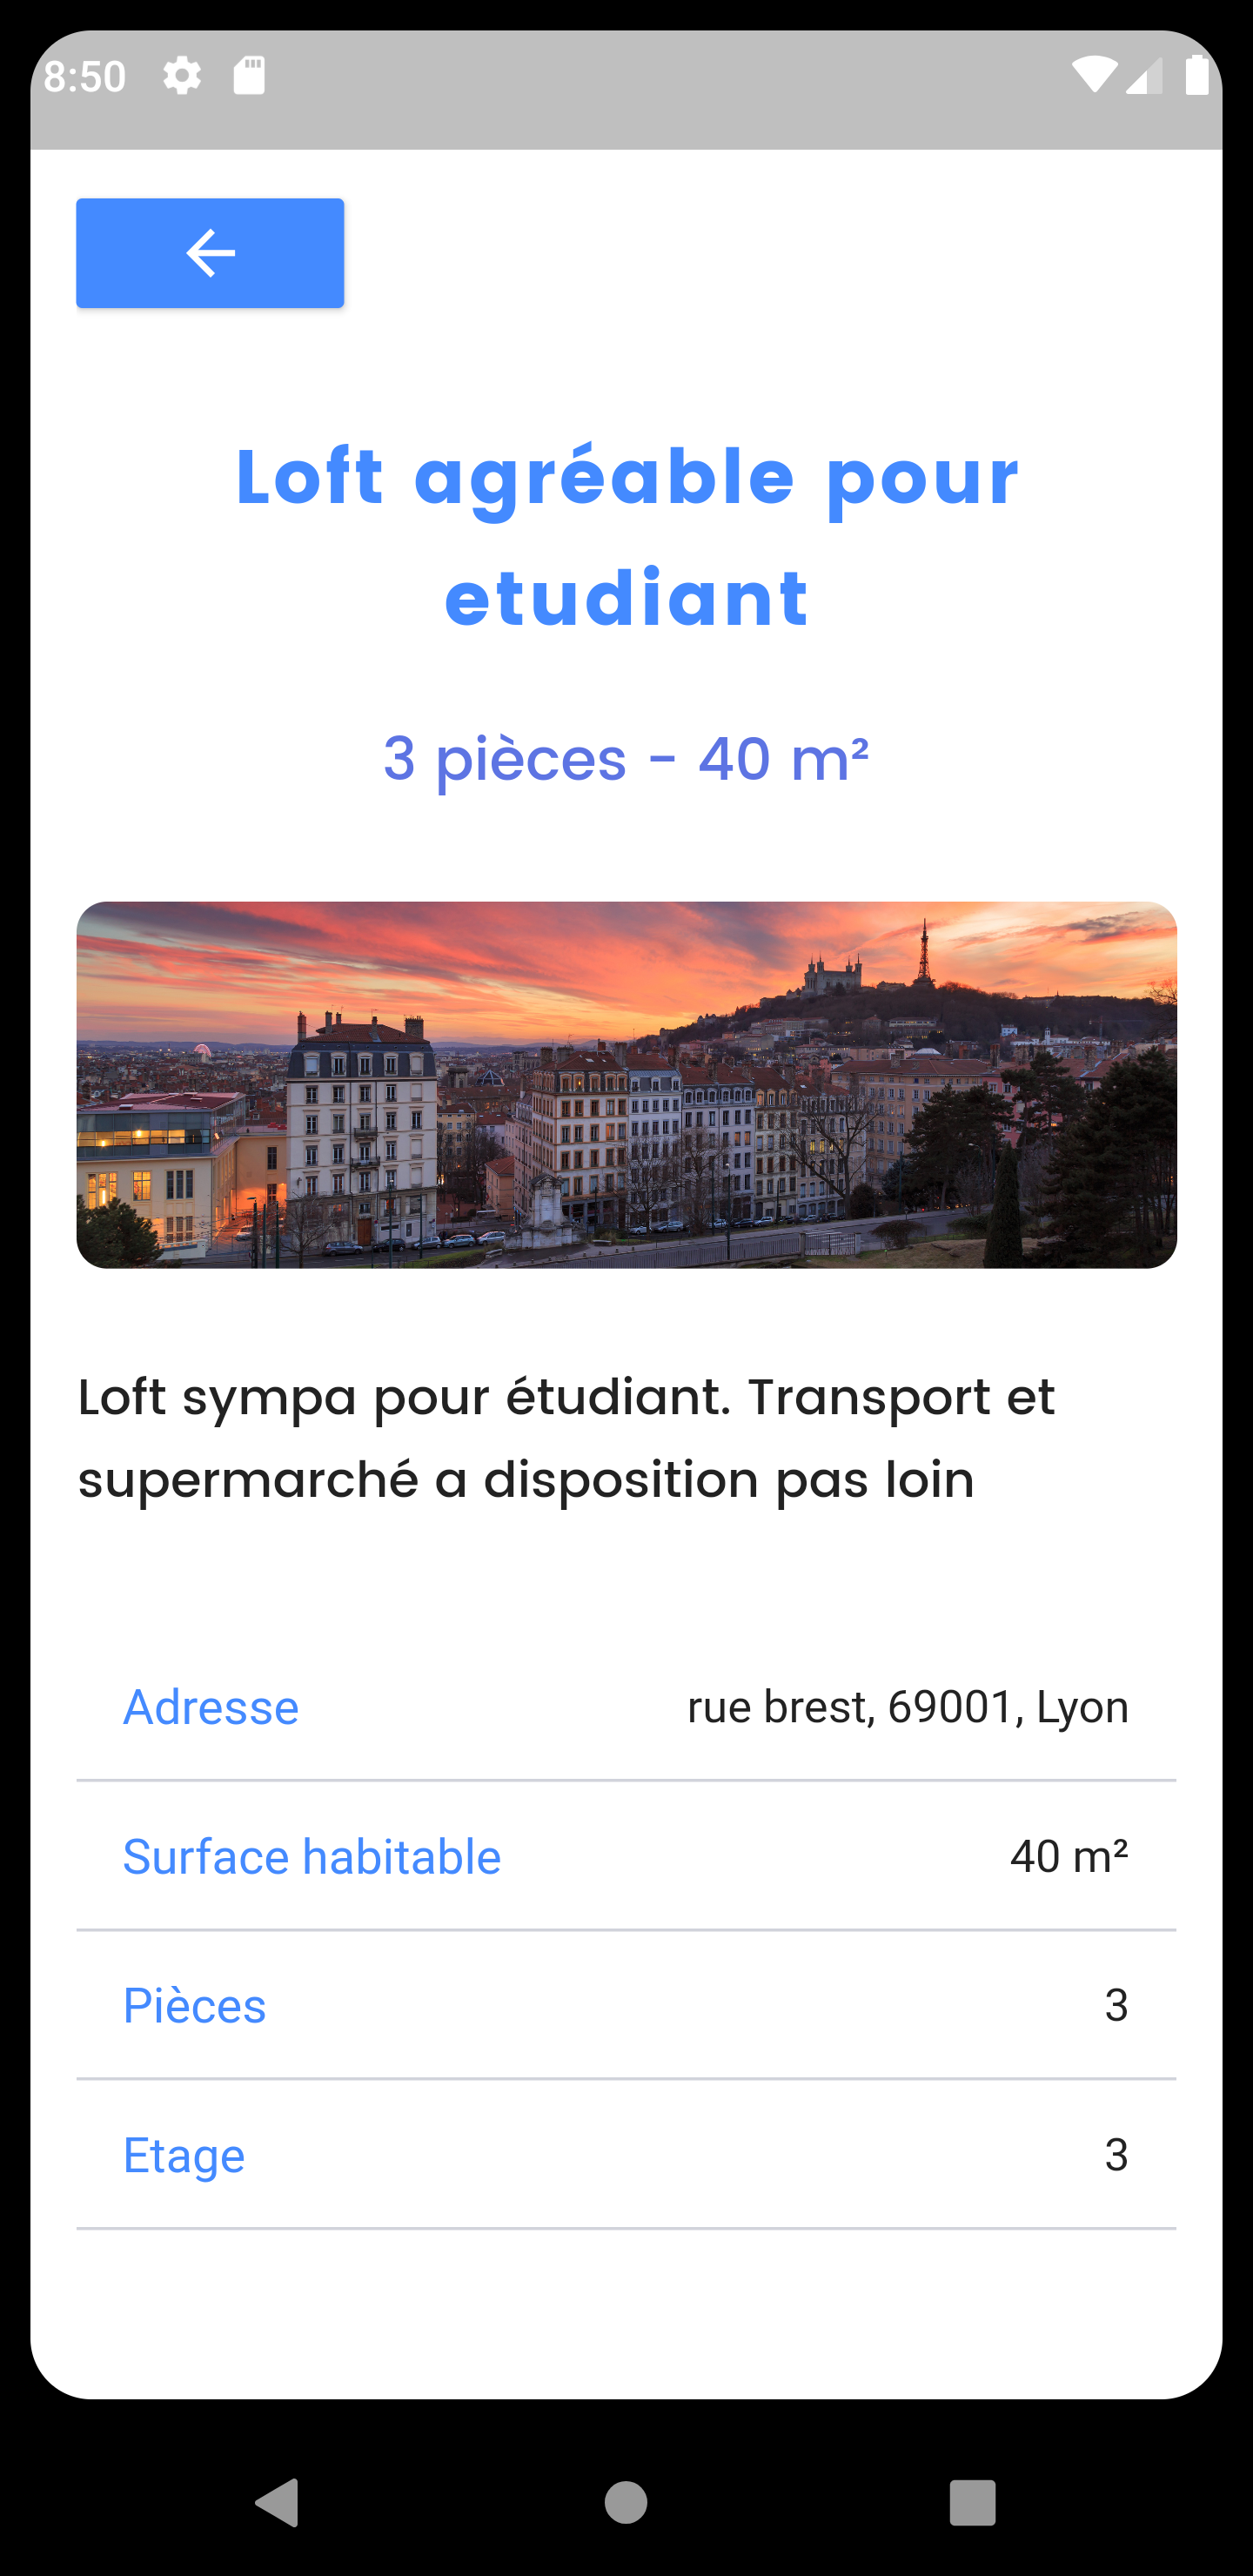 8:50
Loft agréable pour
etudiant
3 pièces - 40 m²
Loft sympa pour étudiant. Transport et
supermarché a disposition pas loin
Adresse rue brest, 69001, Lyon
Surface habitable 40 m²
Pièces 3
Etage 3